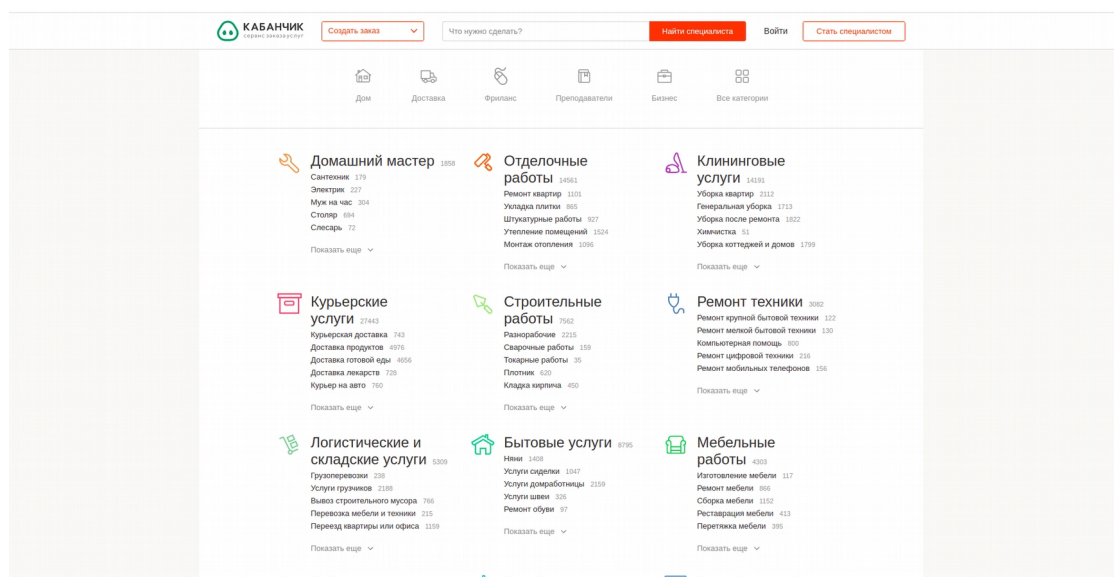 КАБАНЧИК
сервис заказа услуг
Создать заказ
Что нужно сделать?
Найти специалиста
Войти
Стать специалистом
Дом
Доставка
Фриланс
Преподаватели
Бизнес
Все категории
Домашний мастер 1858
Сантехник 179
Электрик 227
Муж на час 304
Столяр 694
Слесарь 72
Показать еще
Отделочные
работы 14561
Ремонт квартир 1101
Укладка плитки 865
Штукатурные работы 927
Утепление помещений 1524
Монтаж отопления 1096
Показать еще
Клининговые
услуги 14191
Уборка квартир 2112
Генеральная уборка 1713
Уборка после ремонта 1822
Химчистка 51
Уборка коттеджей и домов 1799
Показать еще
Курьерские
услуги 27443
Курьерская доставка 743
Доставка продуктов 4976
Доставка готовой еды 4656
Доставка лекарств 728
Курьер на авто 760
Показать еще
Строительные
работы 7562
Разнорабочие 2215
Сварочные работы 159
Токарные работы 35
Плотник 620
Кладка кирпича 450
Показать еще
Ремонт техники 3082
Ремонт крупной бытовой техники 122
Ремонт мелкой бытовой техники 130
Компьютерная помощь 800
Ремонт цифровой техники 216
Ремонт мобильных телефонов 156
Показать еще
Логистические и
складские услуги 5309
Грузоперевозки 238
Услуги грузчиков 2188
Вывоз строительного мусора 766
Перевозка мебели и техники 215
Переезд квартиры или офиса 1159
Показать еще
Бытовые услуги 8795
Няни 1408
Услуги сиделки 1047
Услуги домработницы 2159
Услуги швеи 326
Ремонт обуви 97
Показать еще
Мебельные
работы 4303
Изготовление мебели 117
Ремонт мебели 866
Сборка мебели 1152
Реставрация мебели 413
Перетяжка мебели 395
Показать еще